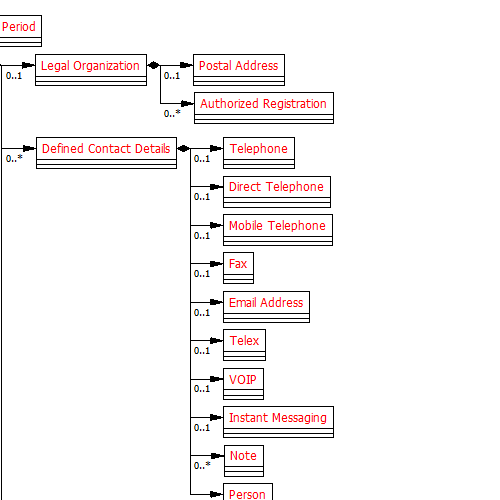 Period
Legal Organization
0..1
Postal Address
0..1
Authorized Registration
0..*
Defined Contact Details
0..*
Telephone
0..1
Direct Telephone
0..1
Mobile Telephone
0..1
Fax
0..1
Email Address
0..1
Telex
0..1
VOIP
0..1
Instant Messaging
0..1
Note
0..*
Person